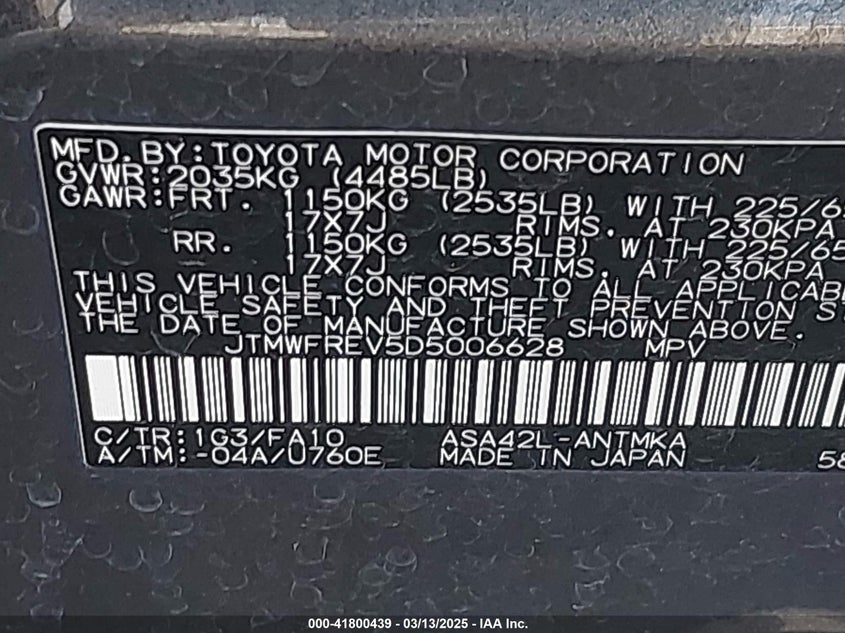 MFD. BY: TOYOTA MOTOR CORPORATION
GVWR: 2035KG (4485LB)
GAWR: FRT. 1150KG (2535LB) WITH 225/65
17X7J RIMS. AT 230KPA
RR. 1150KG (2535LB) WITH 225/65
17X7J RIMS. AT 230KPA
THIS VEHICLE CONFORMS TO ALL APPLICABL
VEHICLE SAFETY AND THEFT PREVENTION S
THE DATE OF MANUFACTURE SHOWN ABOVE.
JTMWFREV5D5006628 MPV
C/TR: 1G3/FA10 ASA42L-ANTMKA
A/TM: -04A/U760E MADE IN JAPAN 58
000-41800439 - 03/13/2025 - IAA Inc.